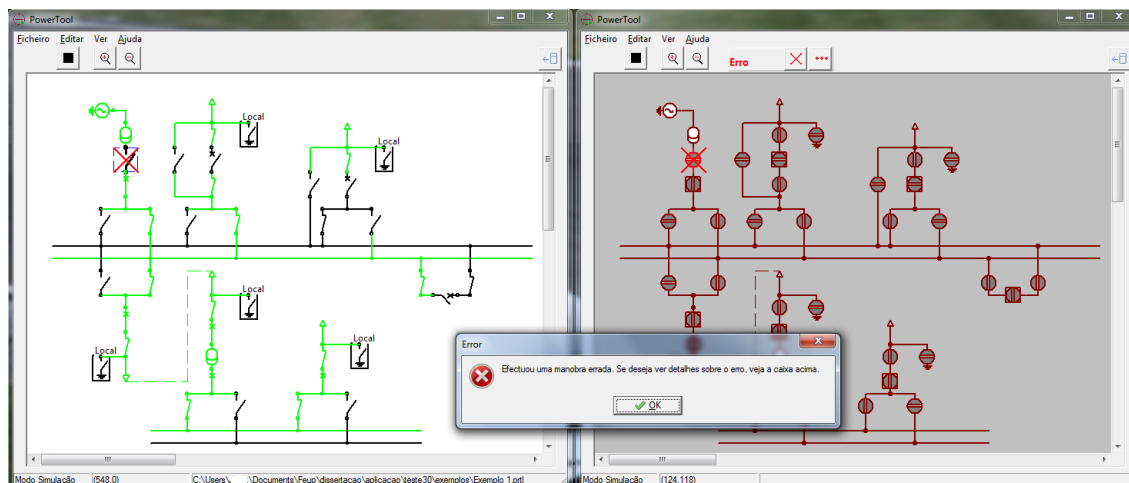 PowerTool
Ficheiro Editar Ver Ajuda
Local
Local
Local
Local
Local
Modo Simulação (548,0) C:\Users\ .\Documents\Feup\dissertacao\aplicacao\teste30\exemplos\Exemplo 1.prtl
PowerTool
Ficheiro Editar Ver Ajuda
Erro
Modo Simulação (124,118)
Error
Efectuou uma manobra errada. Se deseja ver detalhes sobre o erro, veja a caixa acima.
OK